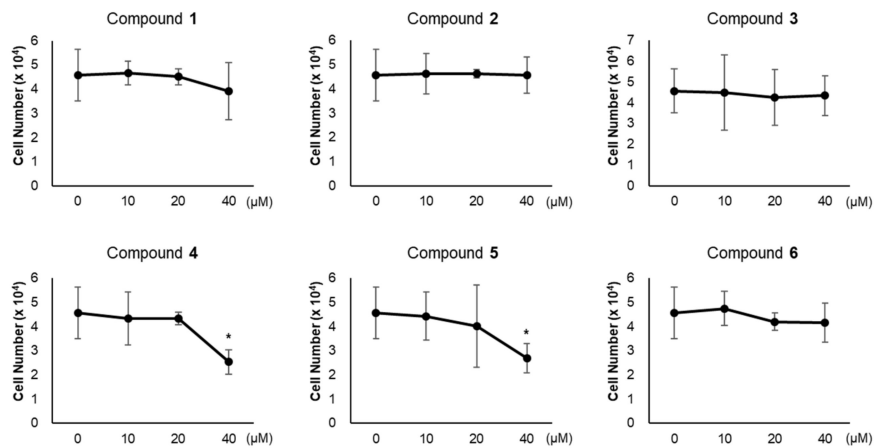 Compound 1
Cell Number (x 10⁴)
6
5
4
3
2
1
0
0 10 20 40 (µM)
Compound 2
Cell Number (x 10⁴)
6
5
4
3
2
1
0
0 10 20 40 (µM)
Compound 3
Cell Number (x 10⁴)
7
6
5
4
3
2
1
0
0 10 20 40 (µM)
Compound 4
Cell Number (x 10⁴)
6
5
4
3
2
1
0
*
0 10 20 40 (µM)
Compound 5
Cell Number (x 10⁴)
6
5
4
3
2
1
0
*
0 10 20 40 (µM)
Compound 6
Cell Number (x 10⁴)
6
5
4
3
2
1
0
0 10 20 40 (µM)